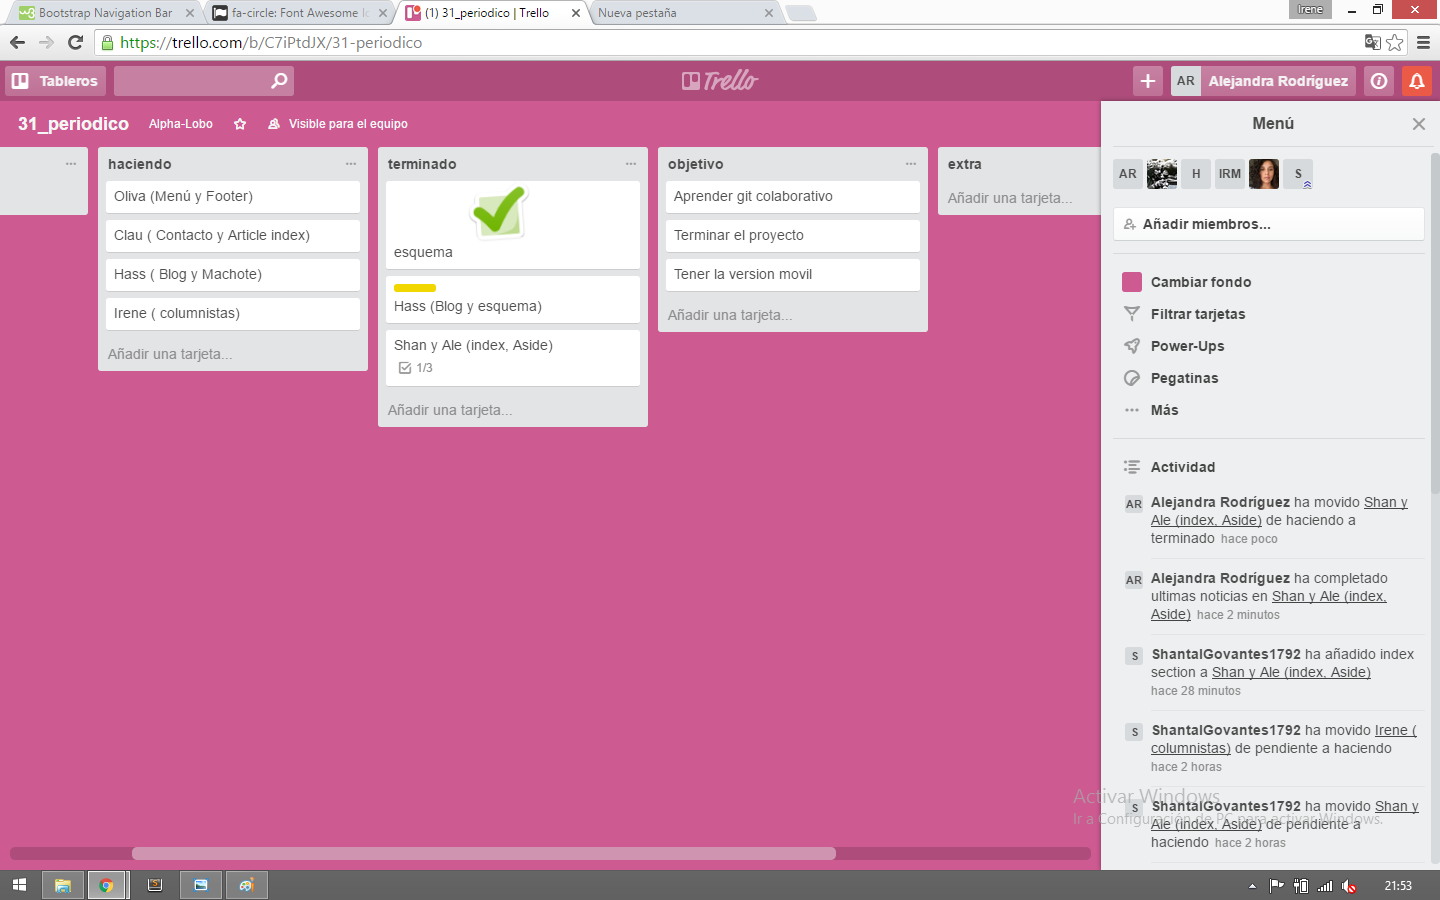 Bootstrap Navigation Bar
fa-circle: Font Awesome Ic
(1) 31_periodico | Trello
Nueva pestaña
Irene
https://trello.com/b/C7iPtdJX/31-periodico
Tableros
Trello
AR
Alejandra Rodríguez
31_periodico
Alpha-Lobo
Visible para el equipo
haciendo
Oliva (Menú y Footer)
Clau ( Contacto y Article index)
Hass ( Blog y Machote)
Irene ( columnistas)
Añadir una tarjeta...
terminado
esquema
Hass (Blog y esquema)
Shan y Ale (index, Aside)
1/3
Añadir una tarjeta...
objetivo
Aprender git colaborativo
Terminar el proyecto
Tener la version movil
Añadir una tarjeta...
extra
Añadir una tarjeta...
Menú
AR
H
IRM
S
Añadir miembros...
Cambiar fondo
Filtrar tarjetas
Power-Ups
Pegatinas
Más
Actividad
AR
Alejandra Rodríguez ha movido Shan y
Ale (index, Aside) de haciendo a
terminado hace poco
AR
Alejandra Rodríguez ha completado
ultimas noticias en Shan y Ale (index,
Aside) hace 2 minutos
S
ShantalGovantes1792 ha añadido index
section a Shan y Ale (index, Aside)
hace 28 minutos
S
ShantalGovantes1792 ha movido Irene (
columnistas) de pendiente a haciendo
hace 2 horas
S
ShantalGovantes1792 ha movido Shan y
Ale (index, Aside) de pendiente a
haciendo hace 2 horas
Activar Windows
Ir a Configuración de PC para activar Windows.
21:53